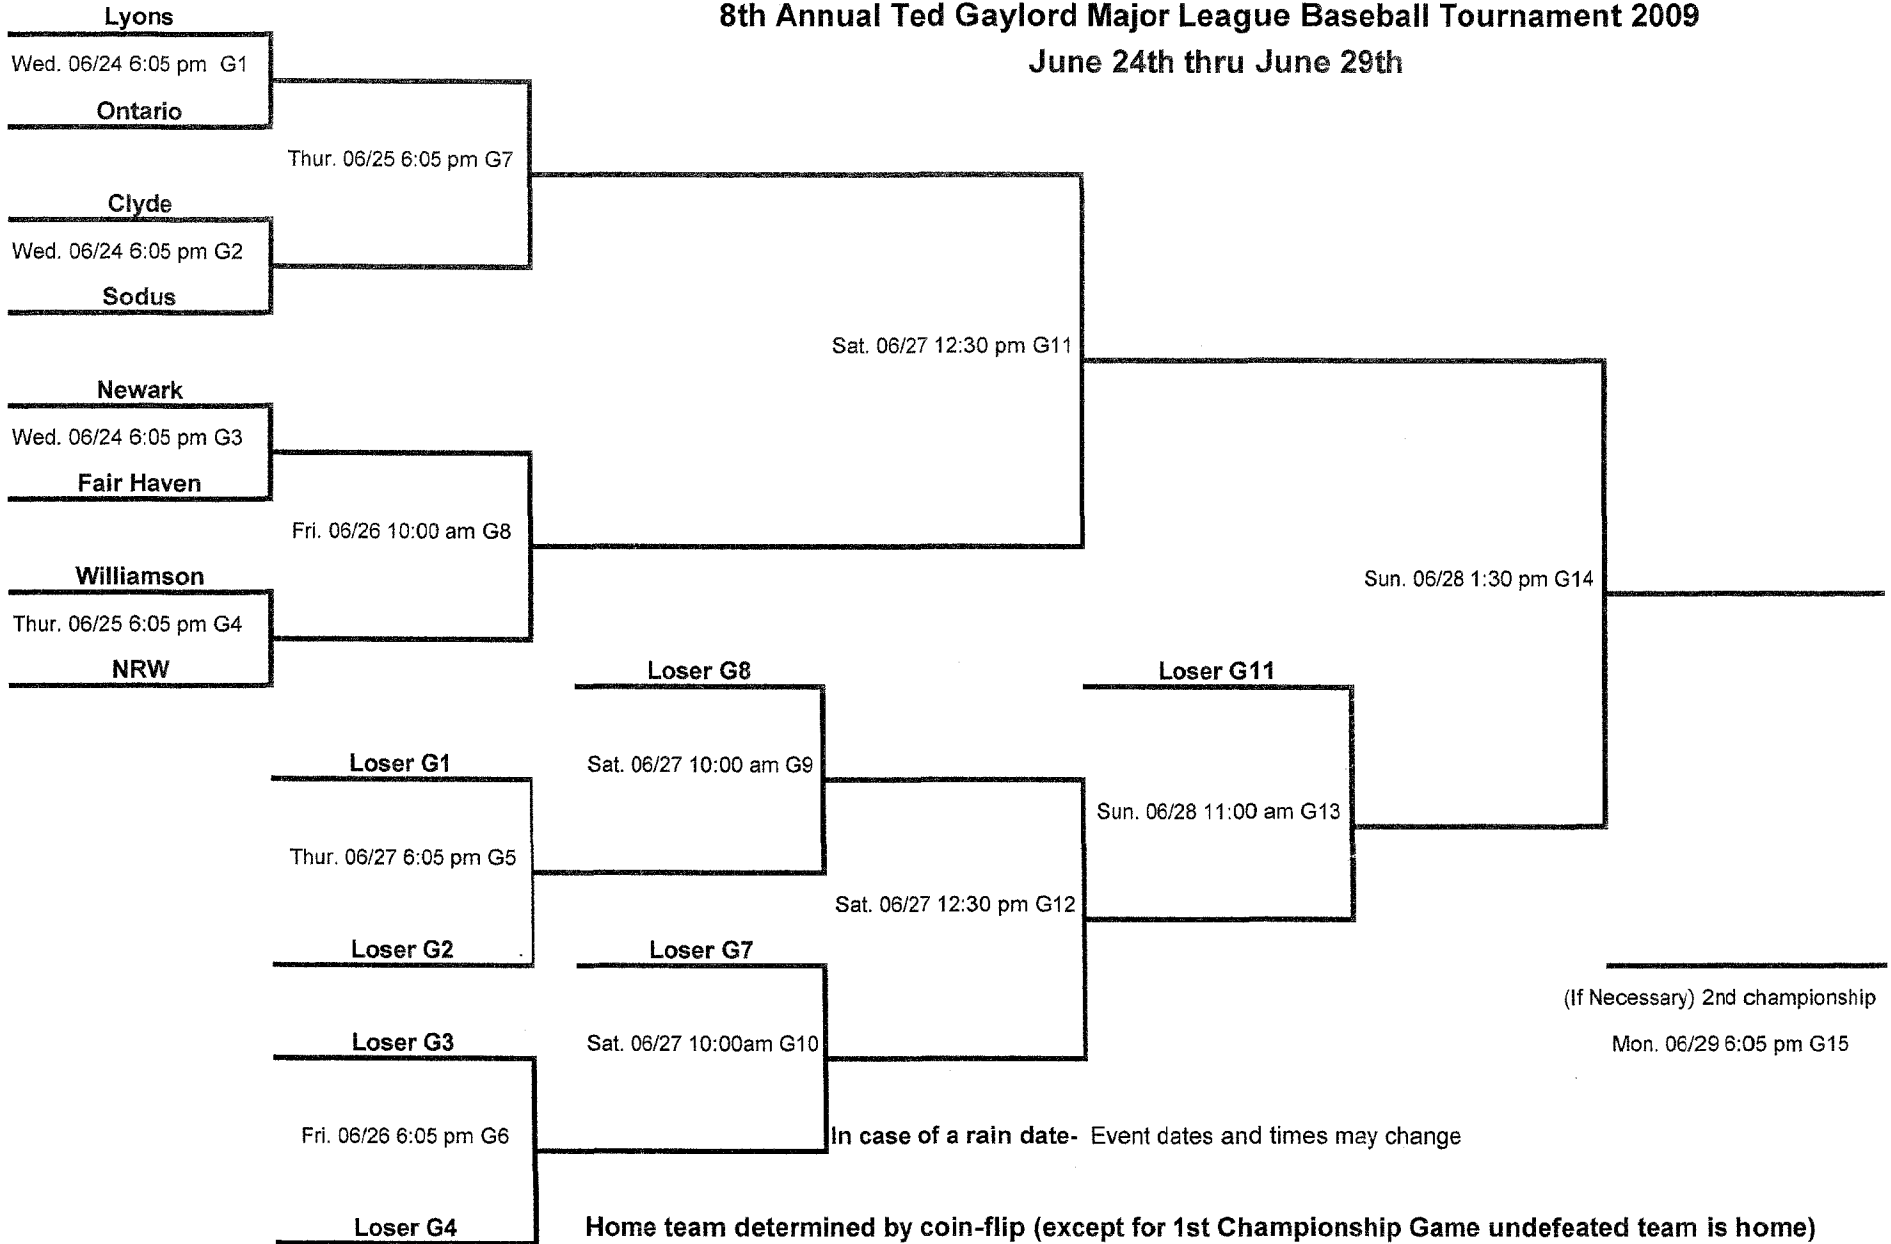 8th Annual Ted Gaylord Major League Baseball Tournament 2009
June 24th thru June 29th
Lyons
Wed. 06/24 6:05 pm G1
Ontario
Thur. 06/25 6:05 pm G7
Clyde
Wed. 06/24 6:05 pm G2
Sodus
Sat. 06/27 12:30 pm G11
Newark
Wed. 06/24 6:05 pm G3
Fair Haven
Fri. 06/26 10:00 am G8
Williamson
Thur. 06/25 6:05 pm G4
NRW
Sun. 06/28 1:30 pm G14
Loser G8
Loser G11
Loser G1
Sat. 06/27 10:00 am G9
Sun. 06/28 11:00 am G13
Thur. 06/27 6:05 pm G5
Sat. 06/27 12:30 pm G12
Loser G2
Loser G7
(If Necessary) 2nd championship
Loser G3
Sat. 06/27 10:00am G10
Mon. 06/29 6:05 pm G15
Fri. 06/26 6:05 pm G6
In case of a rain date- Event dates and times may change
Loser G4
Home team determined by coin-flip (except for 1st Championship Game undefeated team is home)